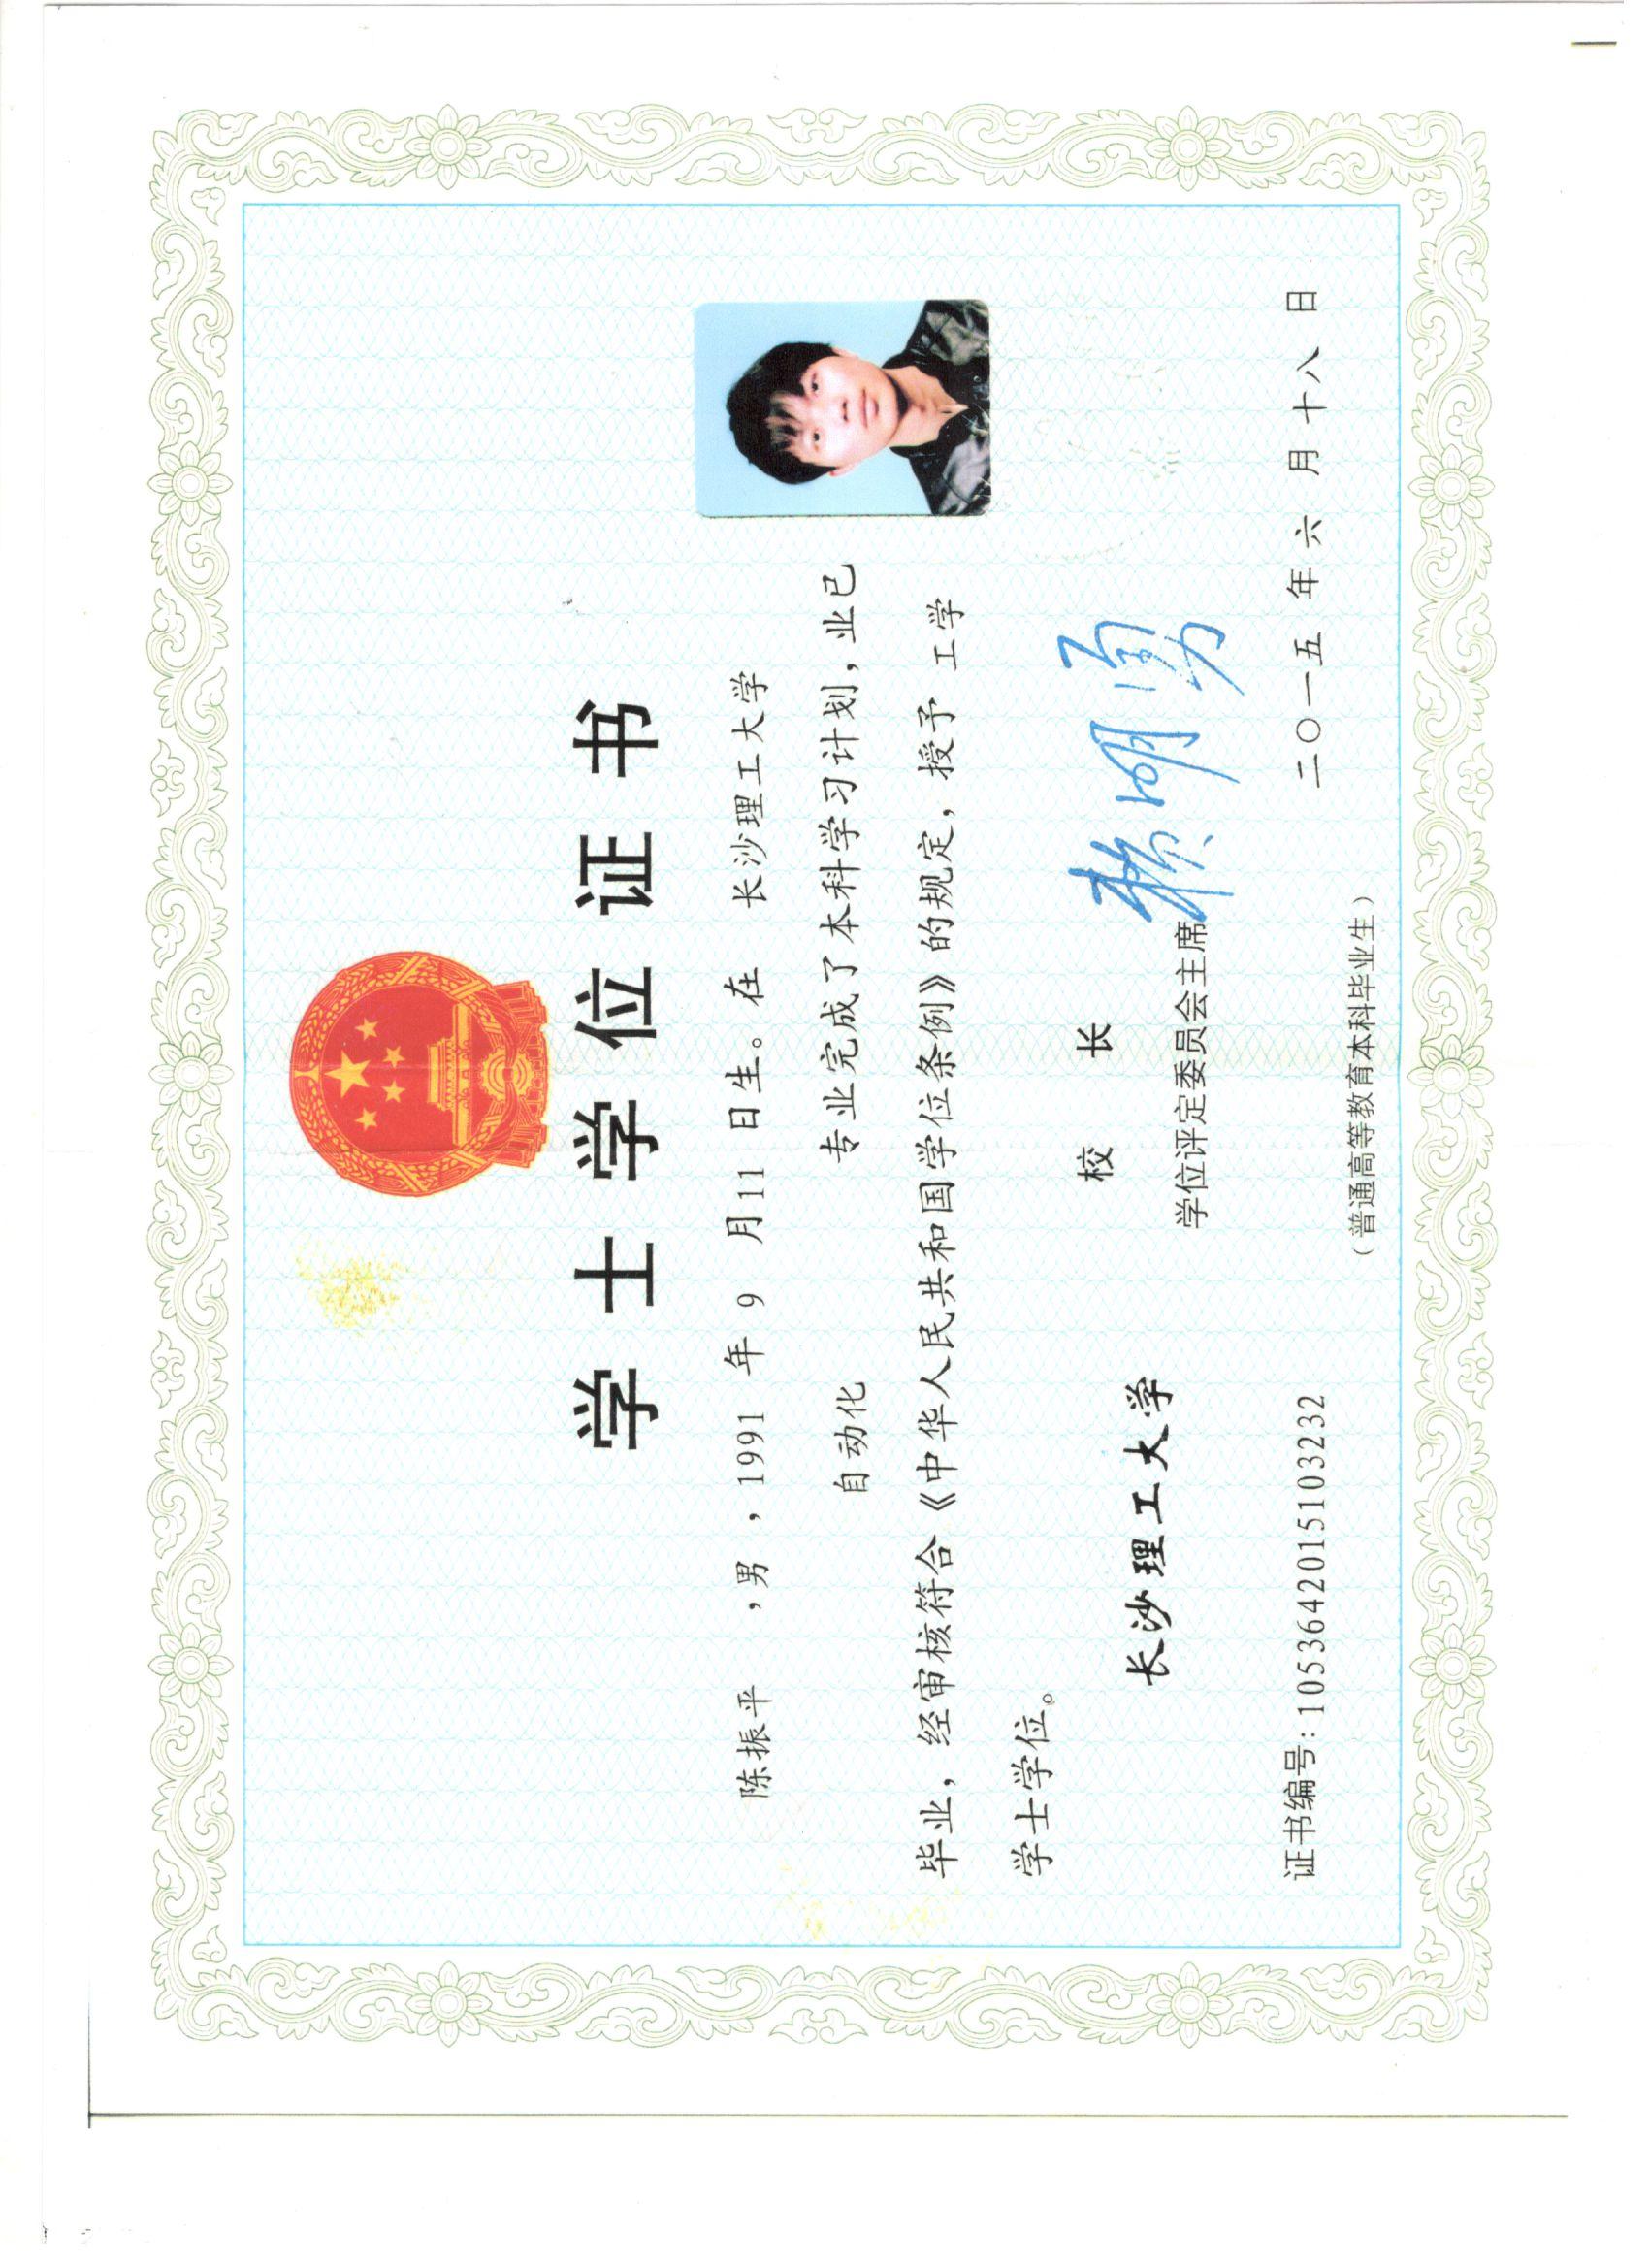 学士学位证书
陈振平 ，男 ，1991 年 9 月11 日生。在 长沙理工大学
自动化 专业完成了本科学习计划，业已
毕业，经审核符合《中华人民共和国学位条例》的规定，授予 工学
学士学位。
长沙理工大学
校 长
学位评定委员会主席
证书编号：1053642015103232
二〇一五 年 六 月 十八 日
（普通高等教育本科毕业生）